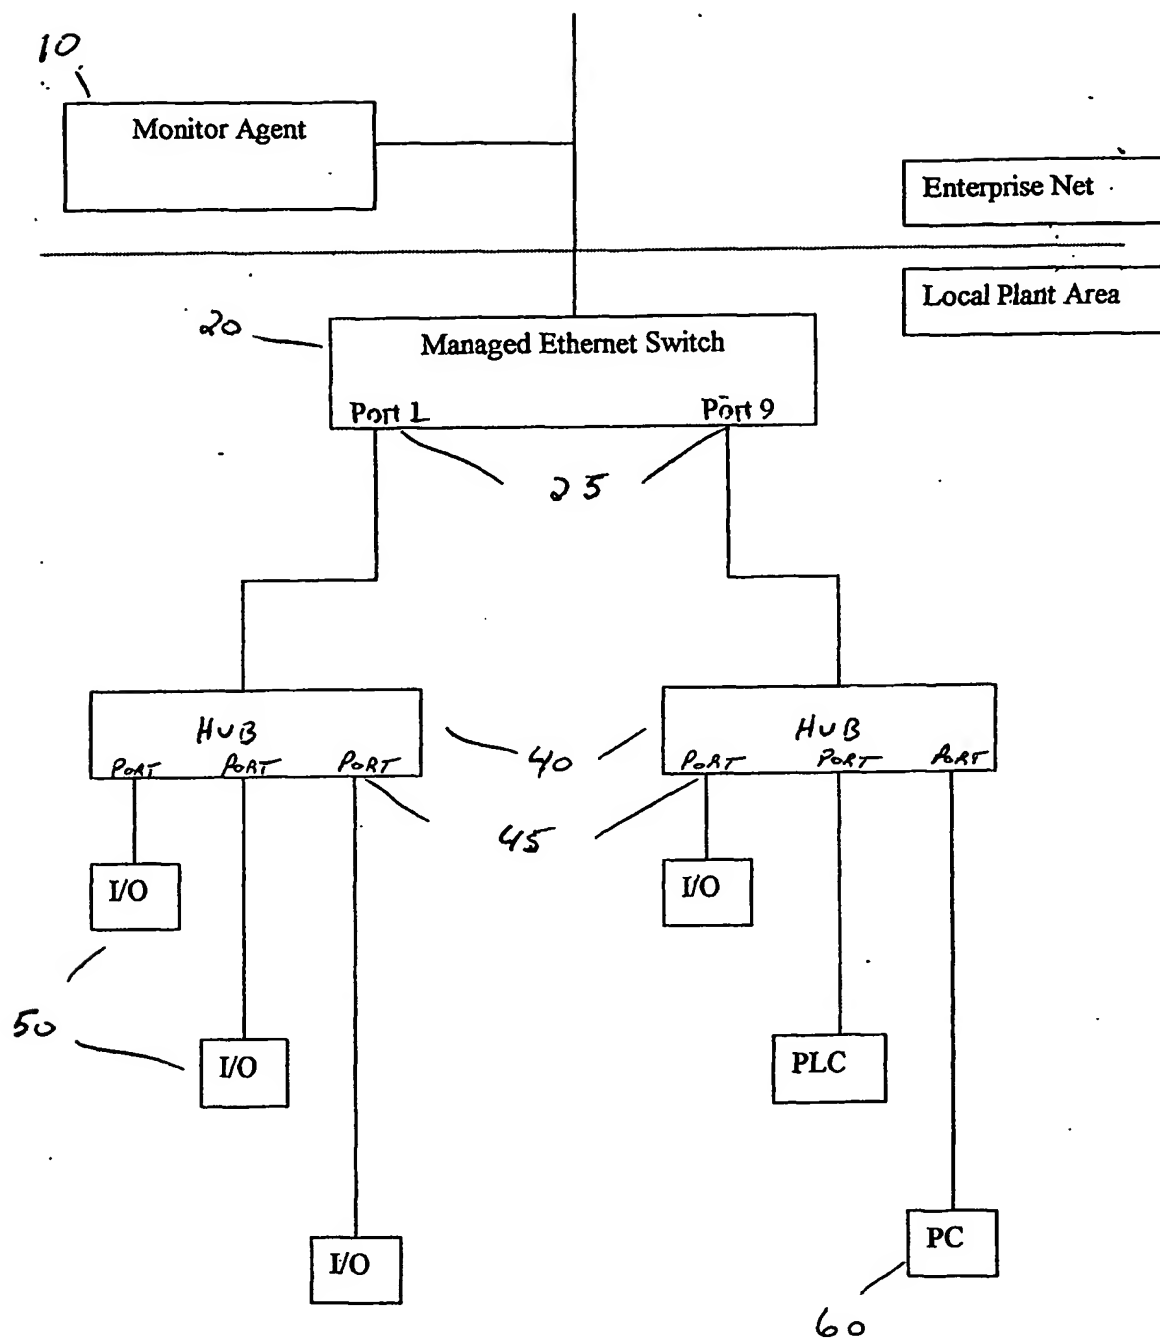 10
Monitor Agent
Enterprise Net
Local Plant Area
20
Managed Ethernet Switch
Port 1
Port 9
25
HUB
PORT PORT PORT
40
HUB
PORT PORT PORT
45
I/O
I/O
50
I/O
PLC
I/O
PC
60